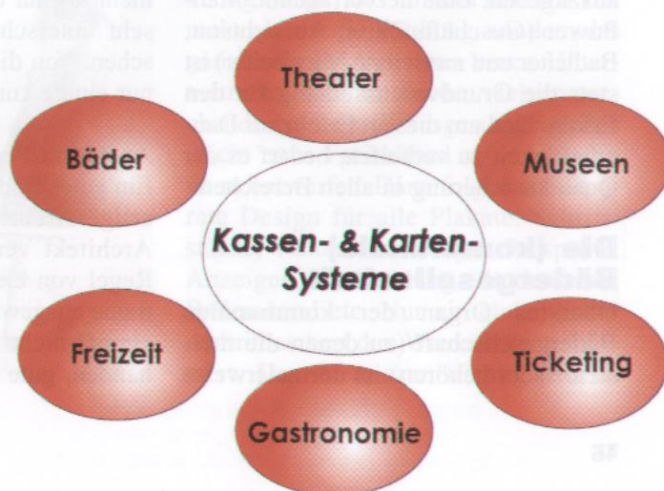 Theater
Bäder
Museen
Kassen- & Karten-
Systeme
Freizeit
Ticketing
Gastronomie